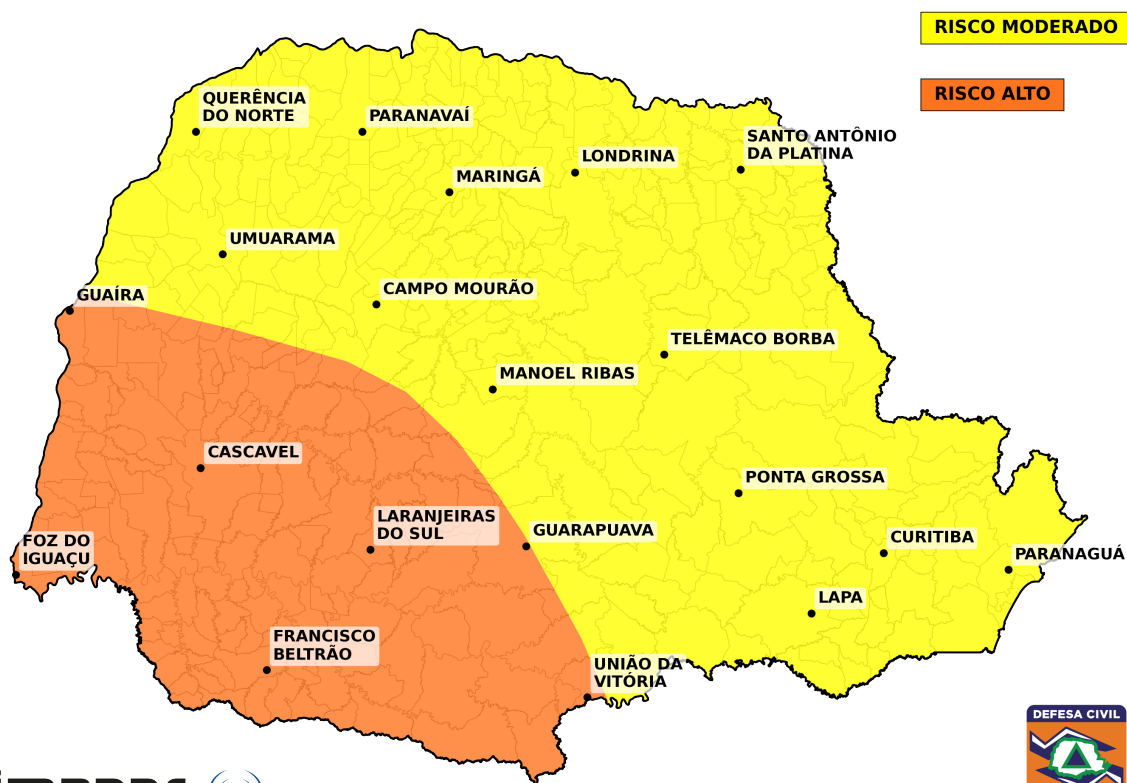 RISCO MODERADO
RISCO ALTO
QUERÊNCIA
DO NORTE
PARANAVAÍ
SANTO ANTÔNIO
DA PLATINA
LONDRINA
MARINGÁ
UMUARAMA
CAMPO MOURÃO
GUAÍRA
TELÊMACO BORBA
MANOEL RIBAS
CASCAVEL
PONTA GROSSA
LARANJEIRAS
DO SUL
GUARAPUAVA
CURITIBA
FOZ DO
IGUAÇU
PARANAGUÁ
LAPA
FRANCISCO
BELTRÃO
UNIÃO DA
VITÓRIA
DEFESA CIVIL